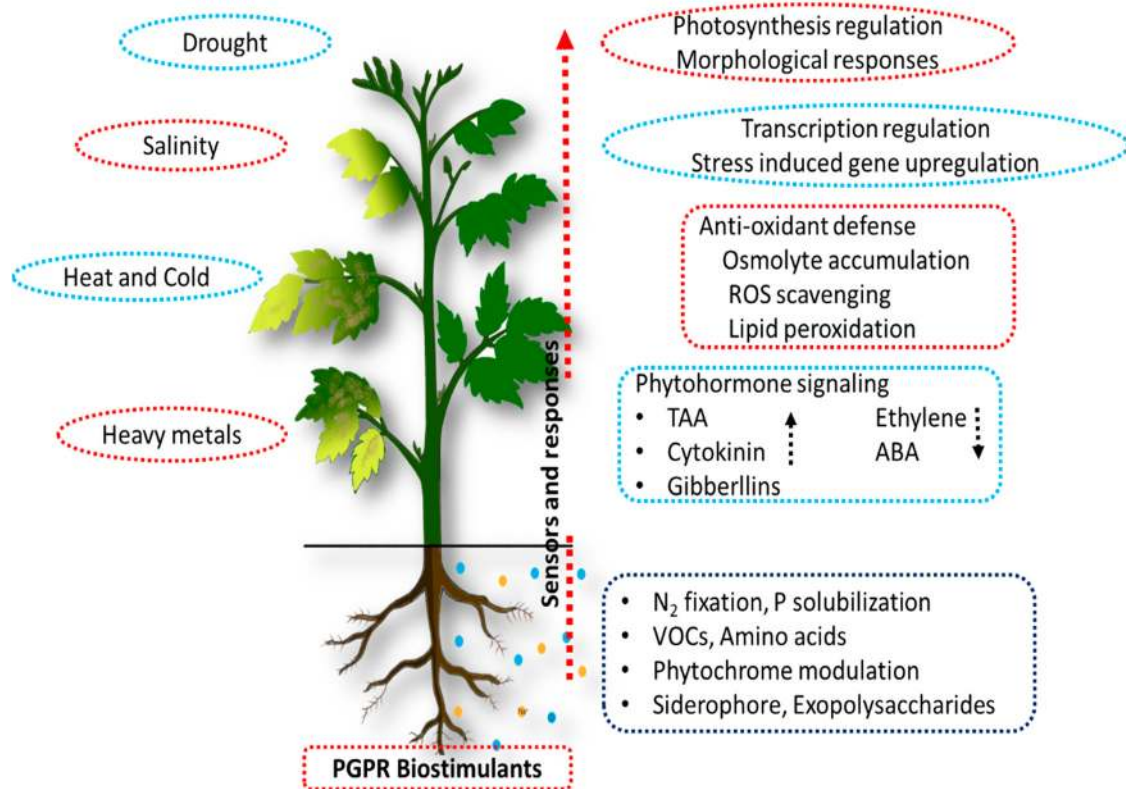 Drought
Salinity
Heat and Cold
Heavy metals
Sensors and responses
PGPR Biostimulants
Photosynthesis regulation
Morphological responses
Transcription regulation
Stress induced gene upregulation
Anti-oxidant defense
Osmolyte accumulation
ROS scavenging
Lipid peroxidation
Phytohormone signaling
• TAA Ethylene
• Cytokinin ABA
• Gibberllins
• N₂ fixation, P solubilization
• VOCs, Amino acids
• Phytochrome modulation
• Siderophore, Exopolysaccharides